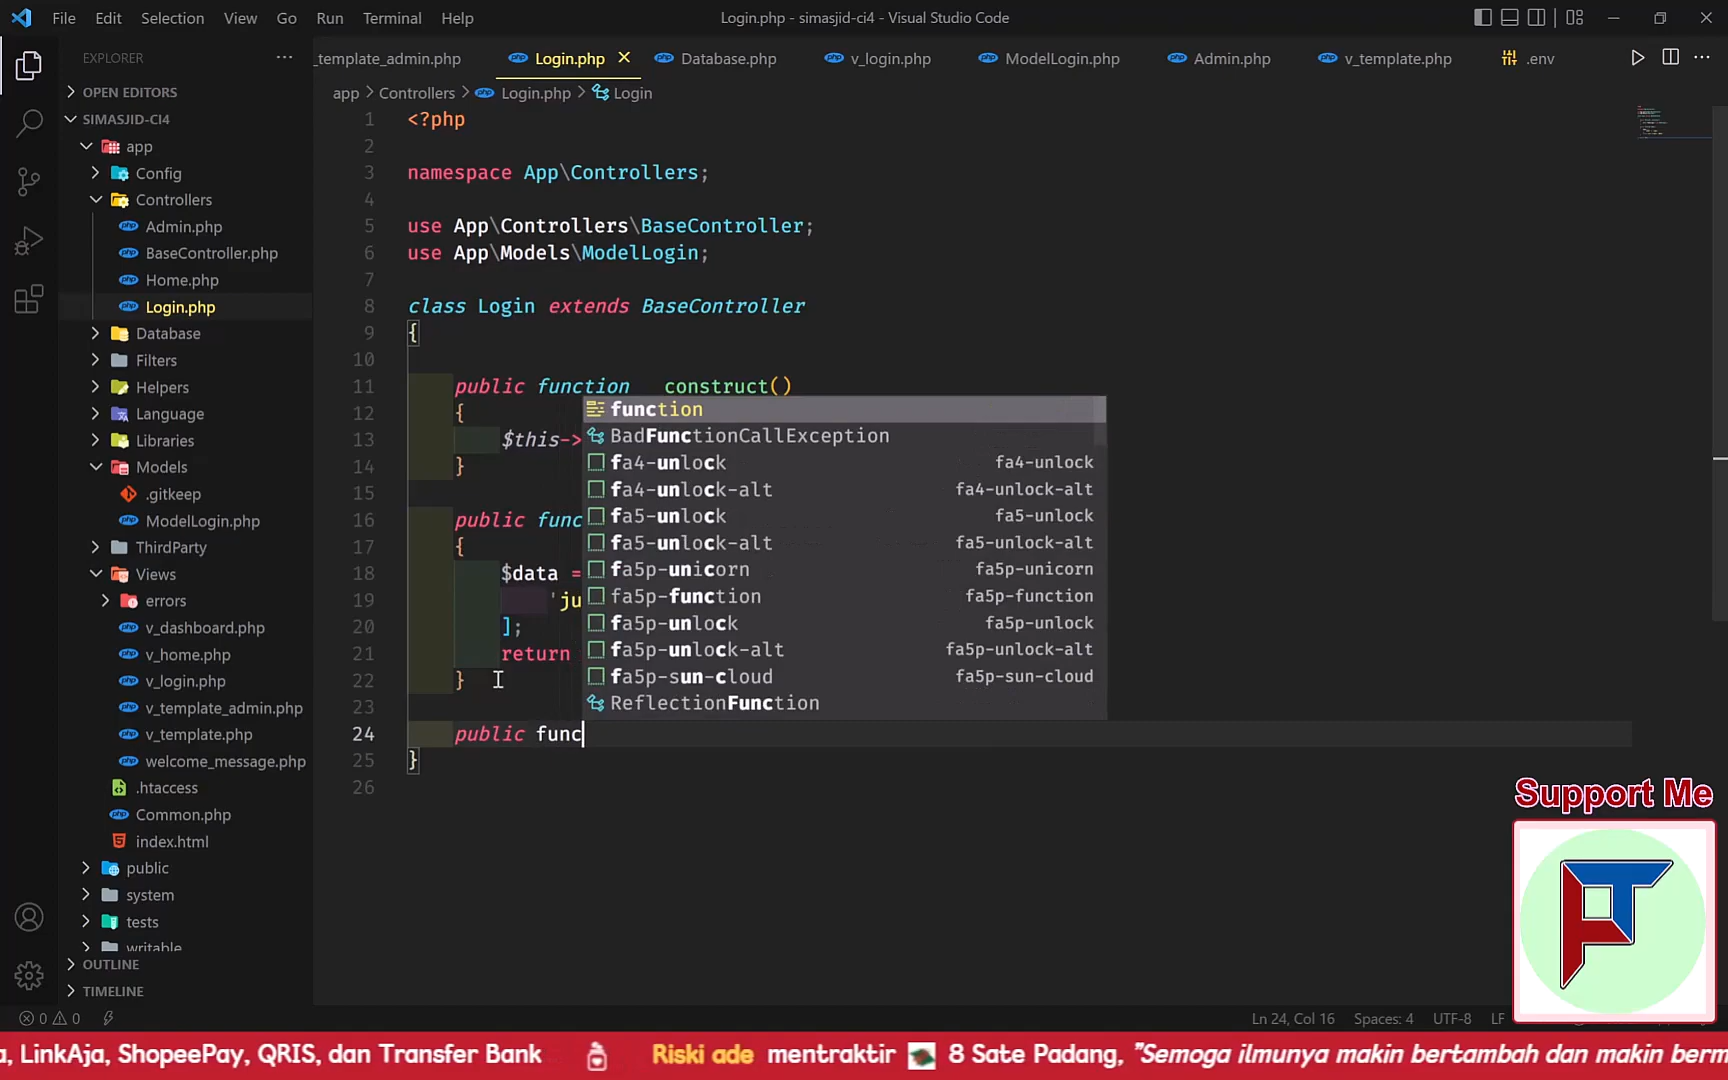 File Edit Selection View Go Run Terminal Help
Login.php - simasjid-ci4 - Visual Studio Code
EXPLORER
_template_admin.php Login.php Database.php v_login.php ModelLogin.php Admin.php v_template.php .env
app > Controllers > Login.php > Login
OPEN EDITORS
SIMASJID-CI4
app
Config
Controllers
Admin.php
BaseController.php
Home.php
Login.php
Database
Filters
Helpers
Language
Libraries
Models
.gitkeep
ModelLogin.php
ThirdParty
Views
errors
v_dashboard.php
v_home.php
v_login.php
v_template_admin.php
v_template.php
welcome_message.php
.htaccess
Common.php
index.html
public
system
tests
writable
OUTLINE
TIMELINE
1 <?php
2
3 namespace App\Controllers;
4
5 use App\Controllers\BaseController;
6 use App\Models\ModelLogin;
7
8 class Login extends BaseController
9 {
10
11 public function __construct()
12 {
13 $this->
14 }
15
16 public func
17 {
18 $data =
19 'ju
20 ];
21 return
22 }
23
24 public func
25 }
26
function
BadFunctionCallException
fa4-unlock fa4-unlock
fa4-unlock-alt fa4-unlock-alt
fa5-unlock fa5-unlock
fa5-unlock-alt fa5-unlock-alt
fa5p-unicorn fa5p-unicorn
fa5p-function fa5p-function
fa5p-unlock fa5p-unlock
fa5p-unlock-alt fa5p-unlock-alt
fa5p-sun-cloud fa5p-sun-cloud
ReflectionFunction
Support Me
0 0 Ln 24, Col 16 Spaces: 4 UTF-8 LF
a, LinkAja, ShopeePay, QRIS, dan Transfer Bank Riski ade mentraktir 8 Sate Padang, "Semoga ilmunya makin bertambah dan makin berm